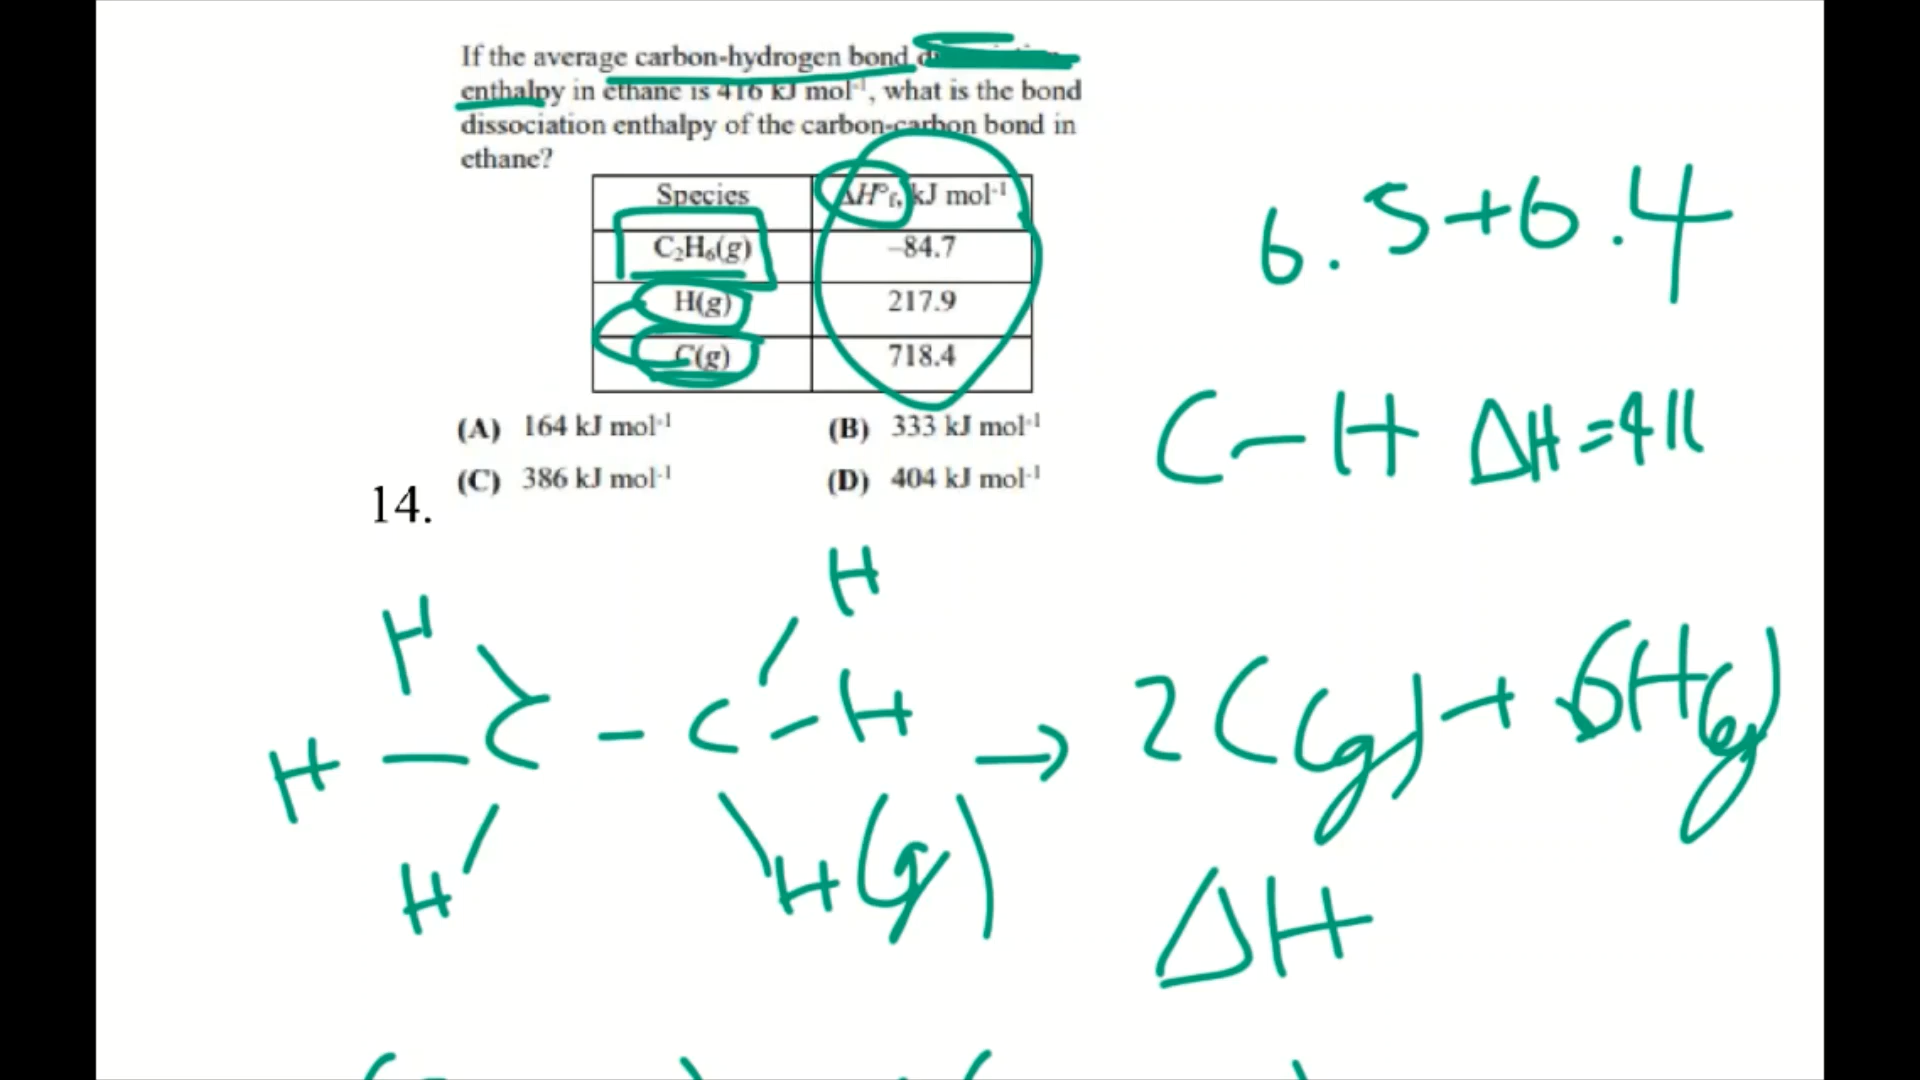 If the average carbon-hydrogen bond
enthalpy in ethane is 416 kJ mol⁻¹, what is the bond
dissociation enthalpy of the carbon-carbon bond in
ethane?
Species ΔH°f, kJ mol⁻¹
C₂H₆(g) –84.7
H(g) 217.9
C(g) 718.4
(A) 164 kJ mol⁻¹ (B) 333 kJ mol⁻¹
(C) 386 kJ mol⁻¹ (D) 404 kJ mol⁻¹
14.
6.5+6.4
C-H ΔH=411
H H
H - C - C - H → 2C(g) + 6H(g)
H H(g)
ΔH